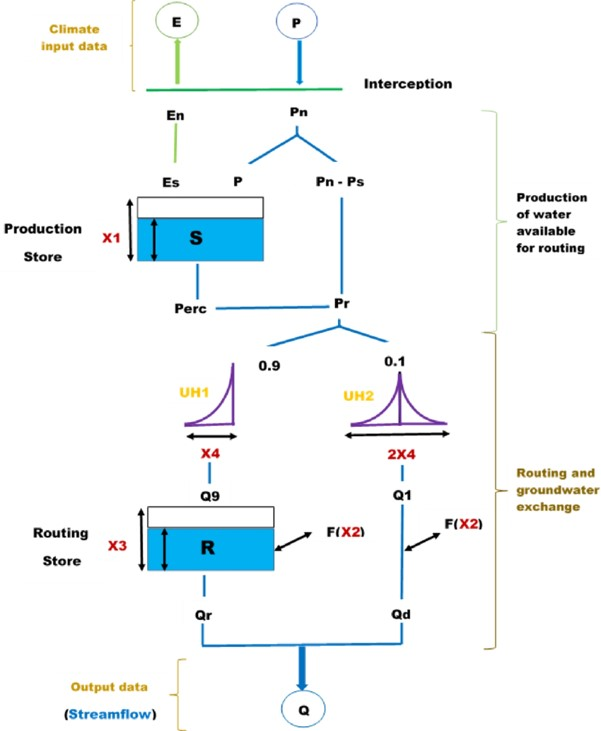 E
P
Climate
input data
Interception
En
Pn
Es
P
Pn - Ps
Production
Store
X1
S
Production
of water
available
for routing
Perc
Pr
0.9
0.1
UH1
UH2
X4
2X4
Q9
Q1
Routing and
groundwater
exchange
Routing
Store
X3
R
F(X2)
F(X2)
Qr
Qd
Output data
(Streamflow)
Q